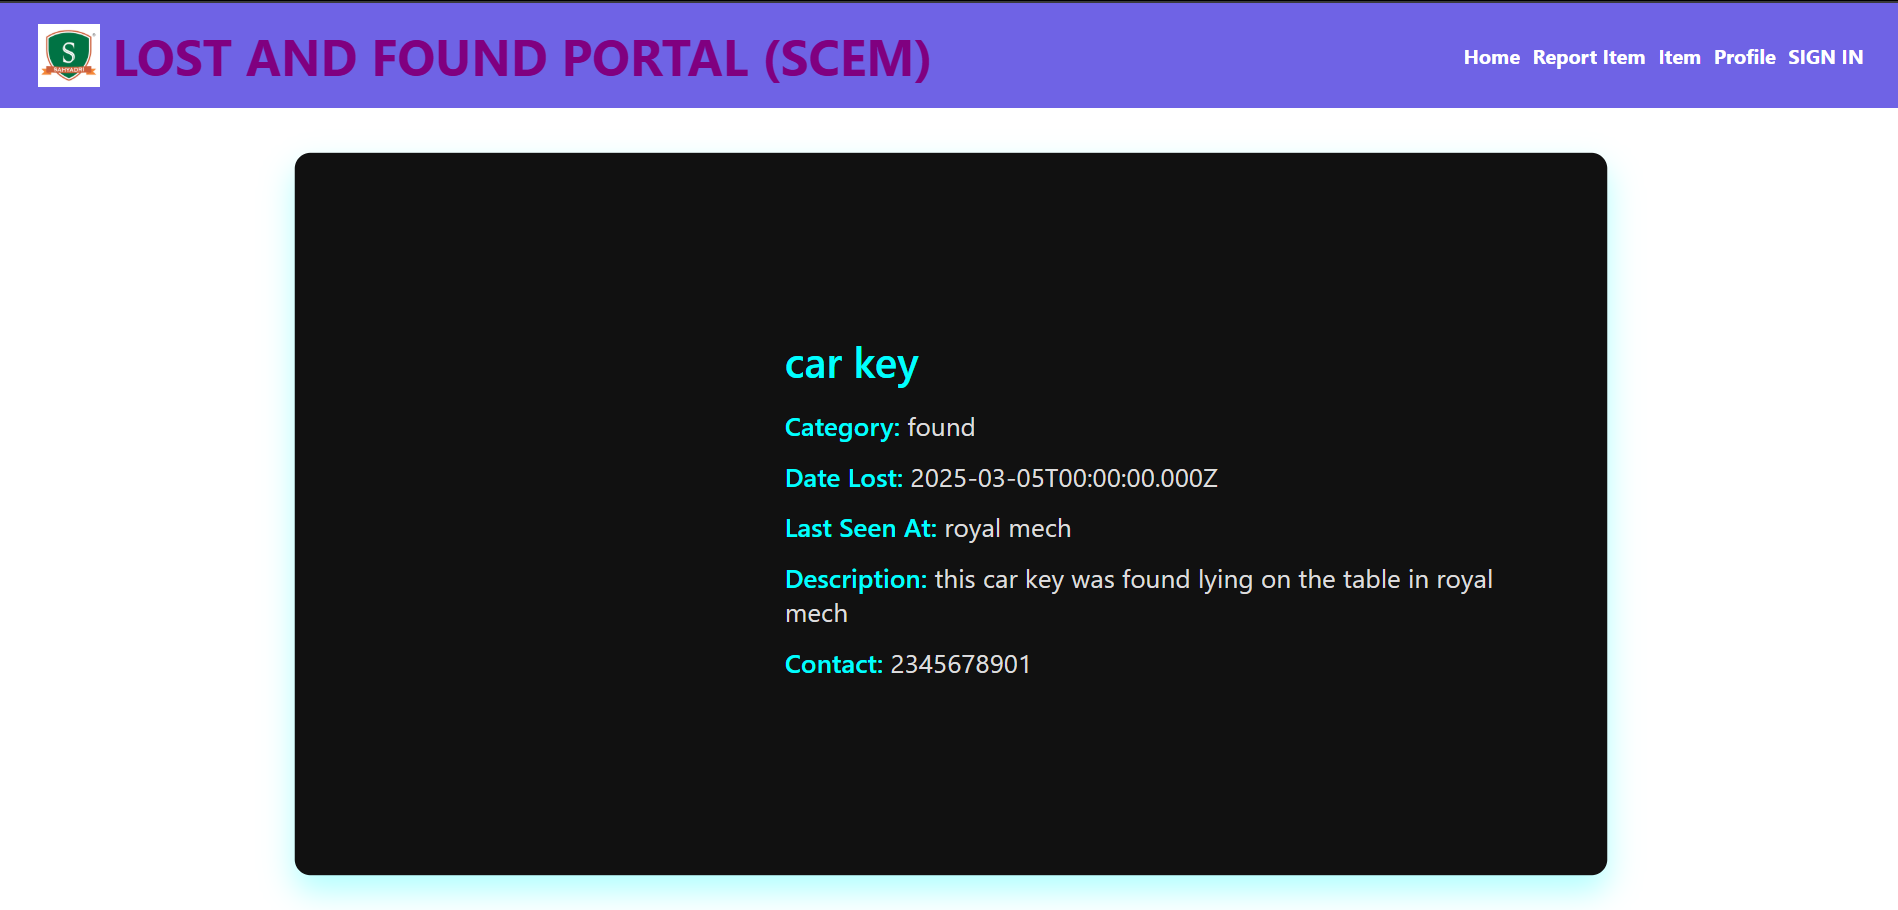 S
SAHYADRI
LOST AND FOUND PORTAL (SCEM)
Home Report Item Item Profile SIGN IN
car key
Category: found
Date Lost: 2025-03-05T00:00:00.000Z
Last Seen At: royal mech
Description: this car key was found lying on the table in royal
mech
Contact: 2345678901